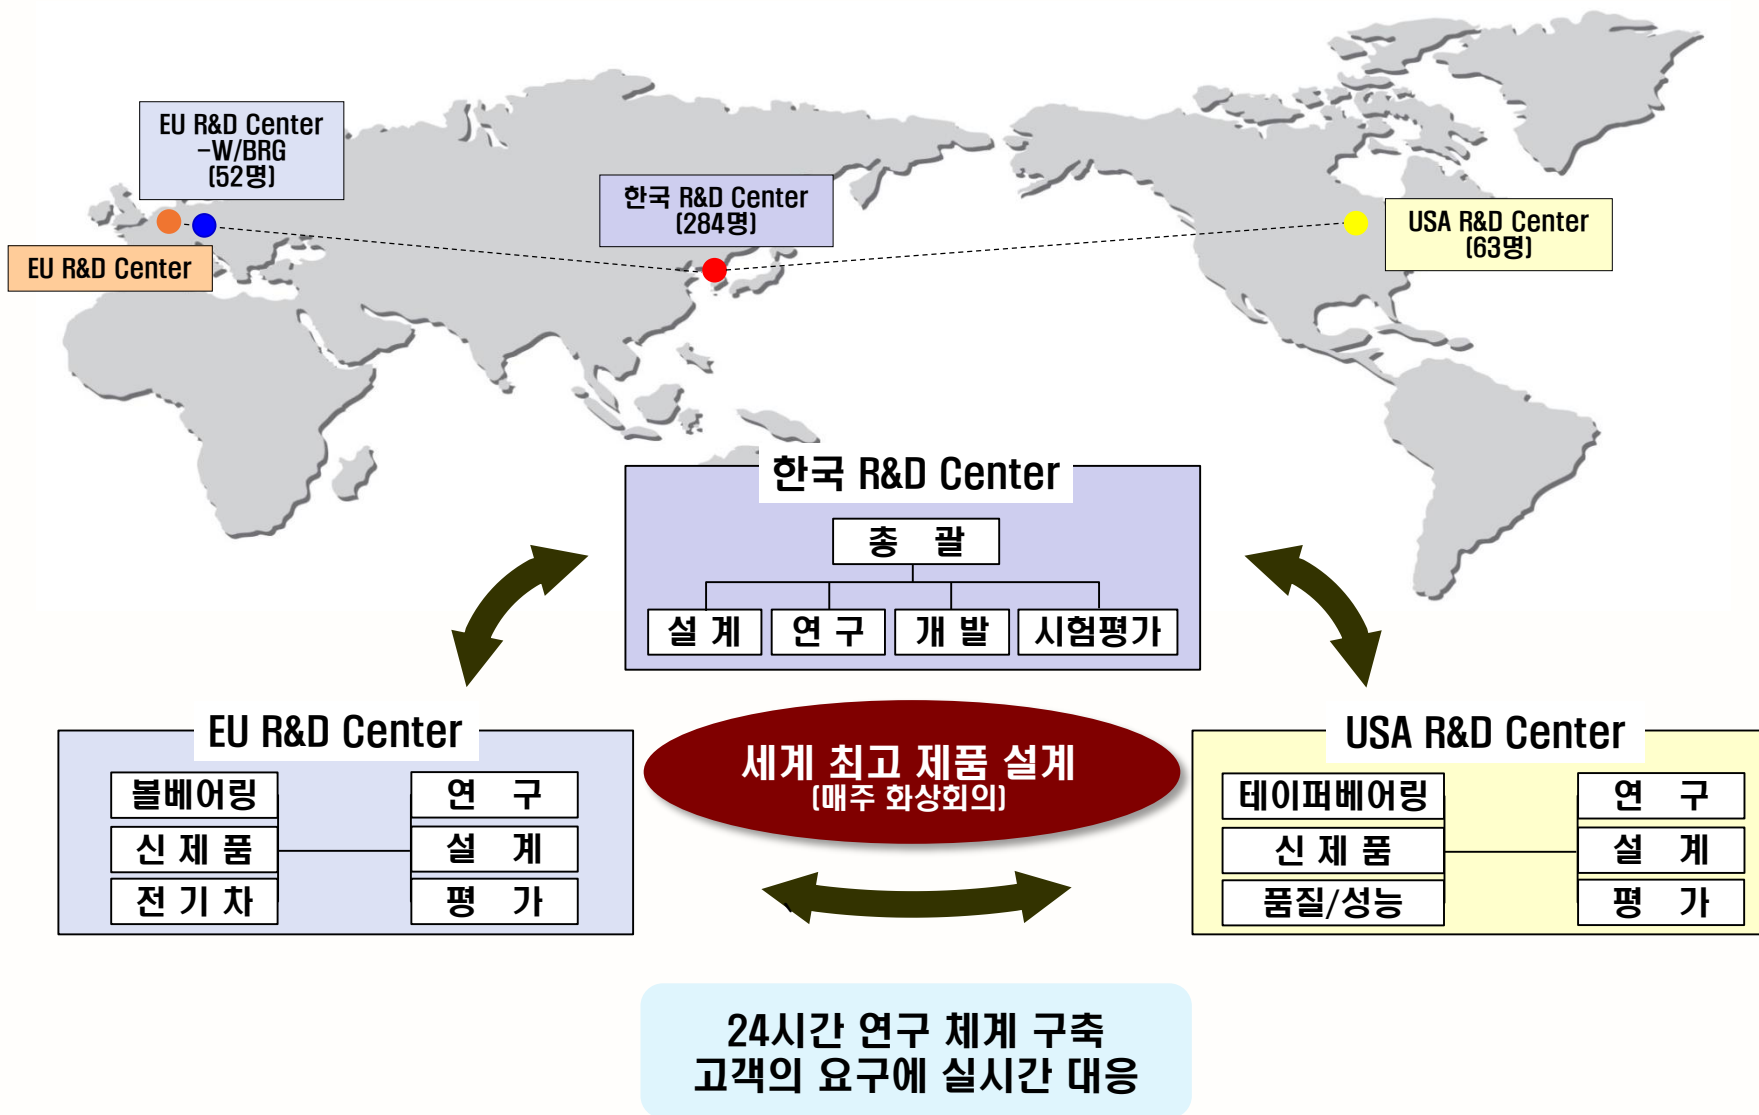 EU R&D Center
-W/BRG
(52명)
한국 R&D Center
(284명)
USA R&D Center
(63명)
EU R&D Center
한국 R&D Center
총 괄
설 계
연 구
개 발
시험평가
EU R&D Center
볼베어링
신 제 품
전 기 차
연 구
설 계
평 가
세계 최고 제품 설계
(매주 화상회의)
USA R&D Center
테이퍼베어링
신 제 품
품질/성능
연 구
설 계
평 가
24시간 연구 체계 구축
고객의 요구에 실시간 대응